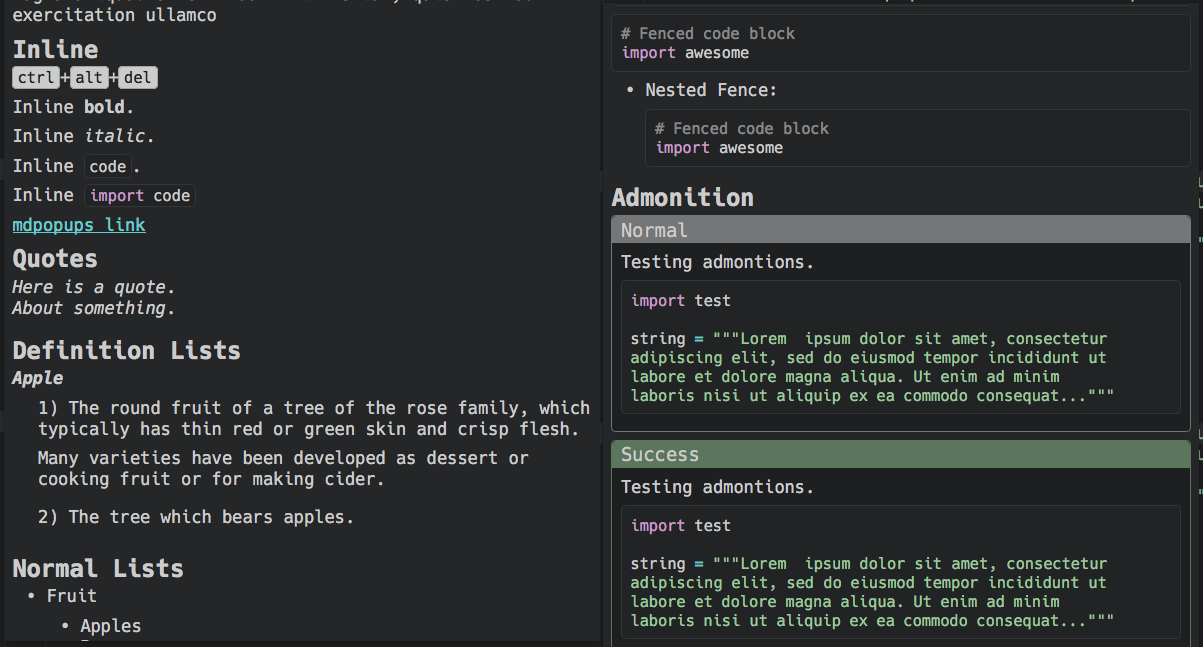 exercitation ullamco
Inline
ctrl+alt+del
Inline bold.
Inline italic.
Inline code.
Inline import code
mdpopups link
Quotes
Here is a quote.
About something.
Definition Lists
Apple
1) The round fruit of a tree of the rose family, which
typically has thin red or green skin and crisp flesh.
Many varieties have been developed as dessert or
cooking fruit or for making cider.
2) The tree which bears apples.
Normal Lists
• Fruit
• Apples
# Fenced code block
import awesome
• Nested Fence:
# Fenced code block
import awesome
Admonition
Normal
Testing admontions.
import test
string = """Lorem  ipsum dolor sit amet, consectetur
adipiscing elit, sed do eiusmod tempor incididunt ut
labore et dolore magna aliqua. Ut enim ad minim
laboris nisi ut aliquip ex ea commodo consequat..."""
Success
Testing admontions.
import test
string = """Lorem  ipsum dolor sit amet, consectetur
adipiscing elit, sed do eiusmod tempor incididunt ut
labore et dolore magna aliqua. Ut enim ad minim
laboris nisi ut aliquip ex ea commodo consequat..."""